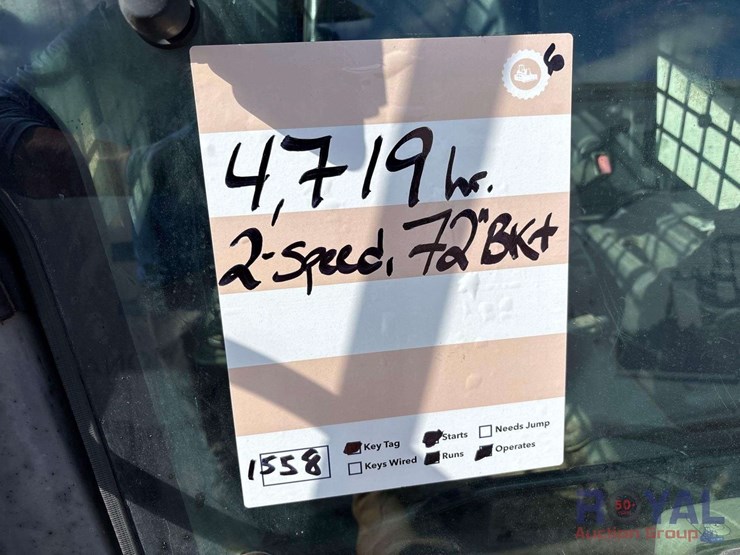 6
4,719 hr.
2-Speed, 72" BKt
1558
Key Tag Starts Needs Jump
Keys Wired Runs Operates
50
ROYAL
Auction Group